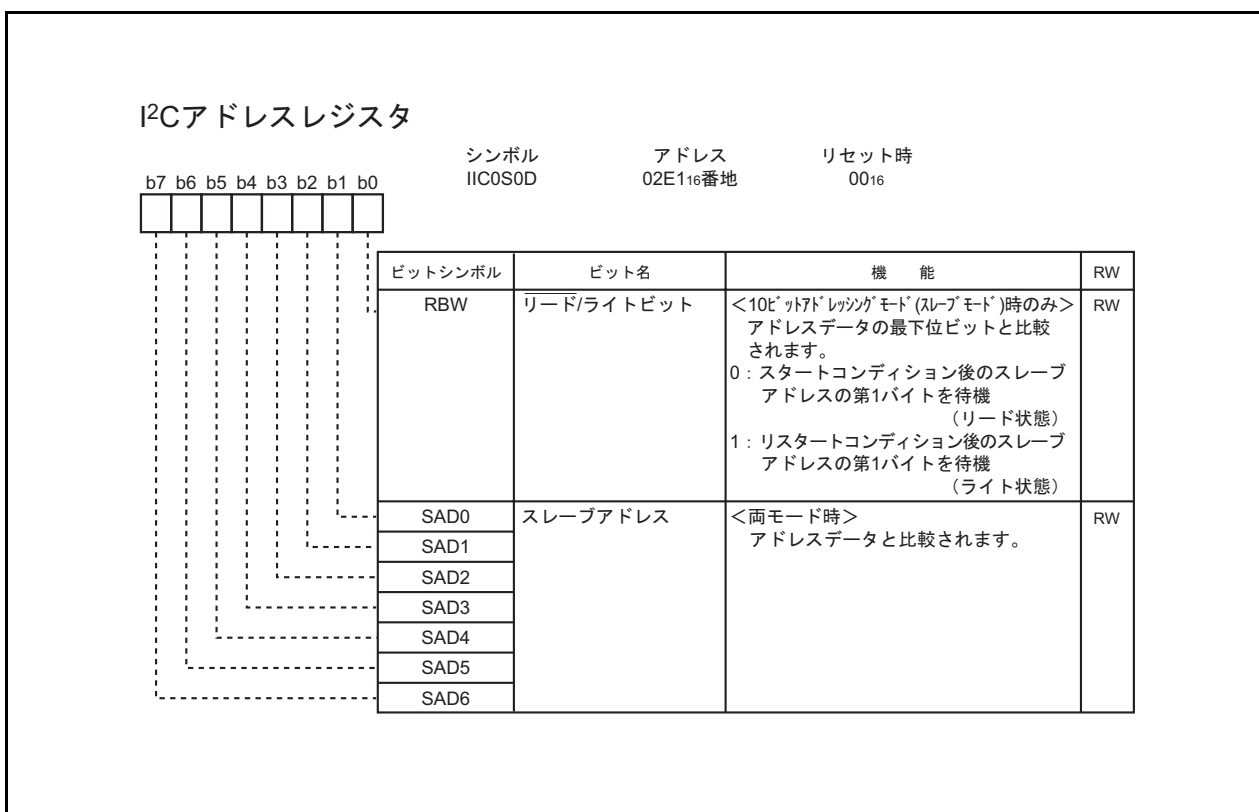 I²Cアドレスレジスタ
シンボル アドレス リセット時
IIC0S0D 02E1₁₆番地 00₁₆
b7 b6 b5 b4 b3 b2 b1 b0
ビットシンボル ビット名 機 能 RW
RBW リード/ライトビット <10ﾋﾞｯﾄｱﾄﾞﾚｯｼﾝｸﾞﾓｰﾄﾞ(ｽﾚｰﾌﾞﾓｰﾄﾞ)時のみ> RW
アドレスデータの最下位ビットと比較
されます。
0:スタートコンディション後のスレーブ
アドレスの第1バイトを待機
(リード状態)
1:リスタートコンディション後のスレーブ
アドレスの第1バイトを待機
(ライト状態)
SAD0 スレーブアドレス <両モード時> RW
SAD1 アドレスデータと比較されます。
SAD2
SAD3
SAD4
SAD5
SAD6